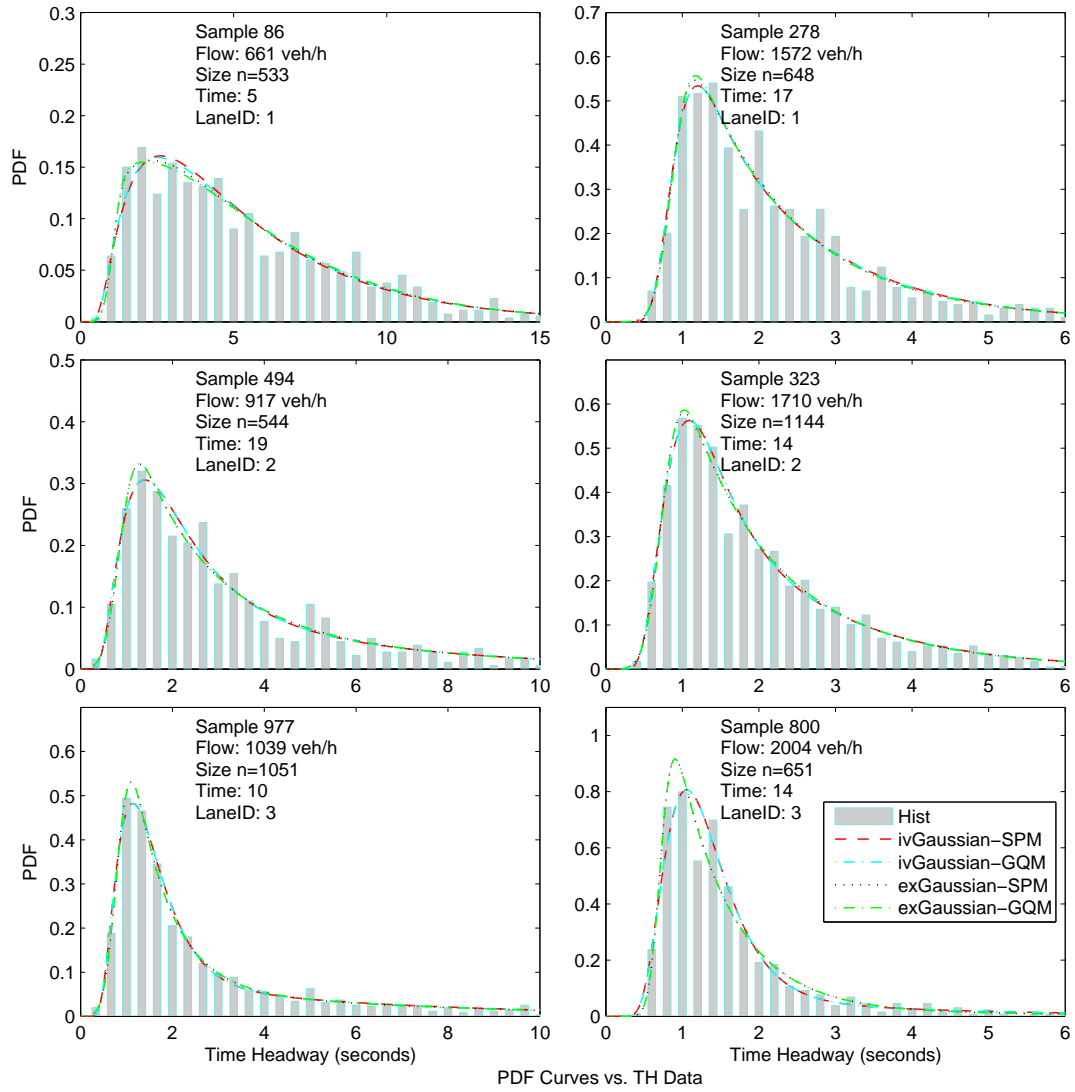 0.3
0.25
0.2
0.15
0.1
0.05
0
PDF
Sample 86
Flow: 661 veh/h
Size n=533
Time: 5
LaneID: 1
0 5 10 15
0.6
0.5
0.4
0.3
0.2
0.1
0
Sample 278
Flow: 1572 veh/h
Size n=648
Time: 17
LaneID: 1
0 1 2 3 4 5 6
0.5
0.4
0.3
0.2
0.1
0
PDF
Sample 494
Flow: 917 veh/h
Size n=544
Time: 19
LaneID: 2
0 2 4 6 8 10
0.6
0.5
0.4
0.3
0.2
0.1
0
Sample 323
Flow: 1710 veh/h
Size n=1144
Time: 14
LaneID: 2
0 1 2 3 4 5 6
0.6
0.5
0.4
0.3
0.2
0.1
0
PDF
Sample 977
Flow: 1039 veh/h
Size n=1051
Time: 10
LaneID: 3
0 2 4 6 8 10
Time Headway (seconds)
1
0.8
0.6
0.4
0.2
0
Sample 800
Flow: 2004 veh/h
Size n=651
Time: 14
LaneID: 3
Hist
ivGaussian−SPM
ivGaussian−GQM
exGaussian−SPM
exGaussian−GQM
0 1 2 3 4 5 6
Time Headway (seconds)
PDF Curves vs. TH Data